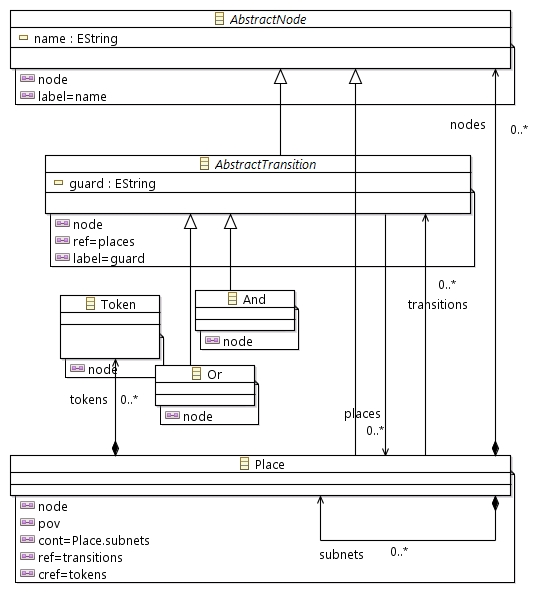 AbstractNode
name : EString
node
label=name
nodes
0..*
AbstractTransition
guard : EString
node
ref=places
label=guard
0..*
transitions
And
node
Token
node
Or
node
tokens 0..*
places
0..*
Place
node
pov
cont=Place.subnets
ref=transitions
cref=tokens
subnets 0..*